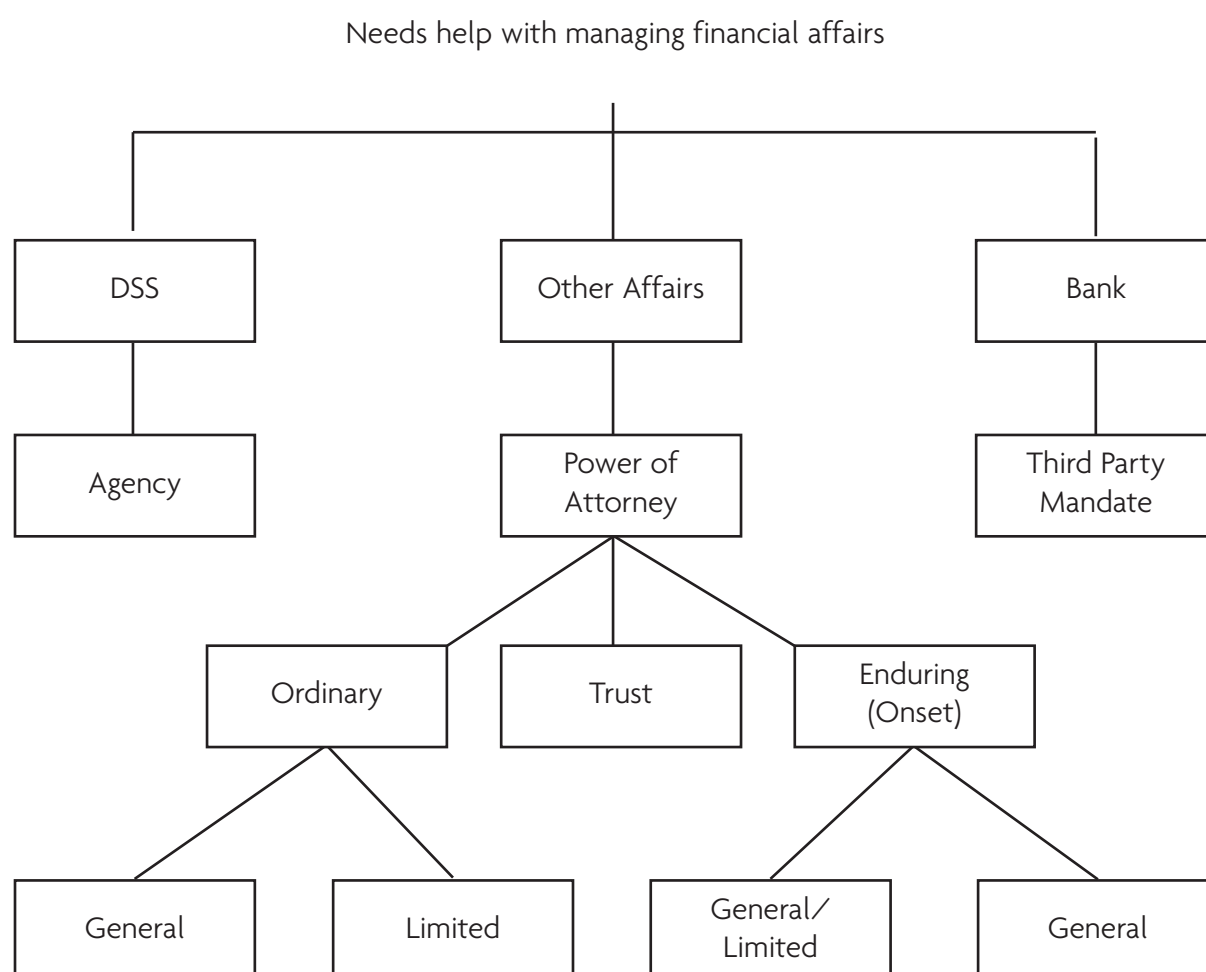 Needs help with managing financial affairs
DSS
Other Affairs
Bank
Agency
Power of
Attorney
Third Party
Mandate
Ordinary
Trust
Enduring
(Onset)
General
Limited
General/
Limited
General